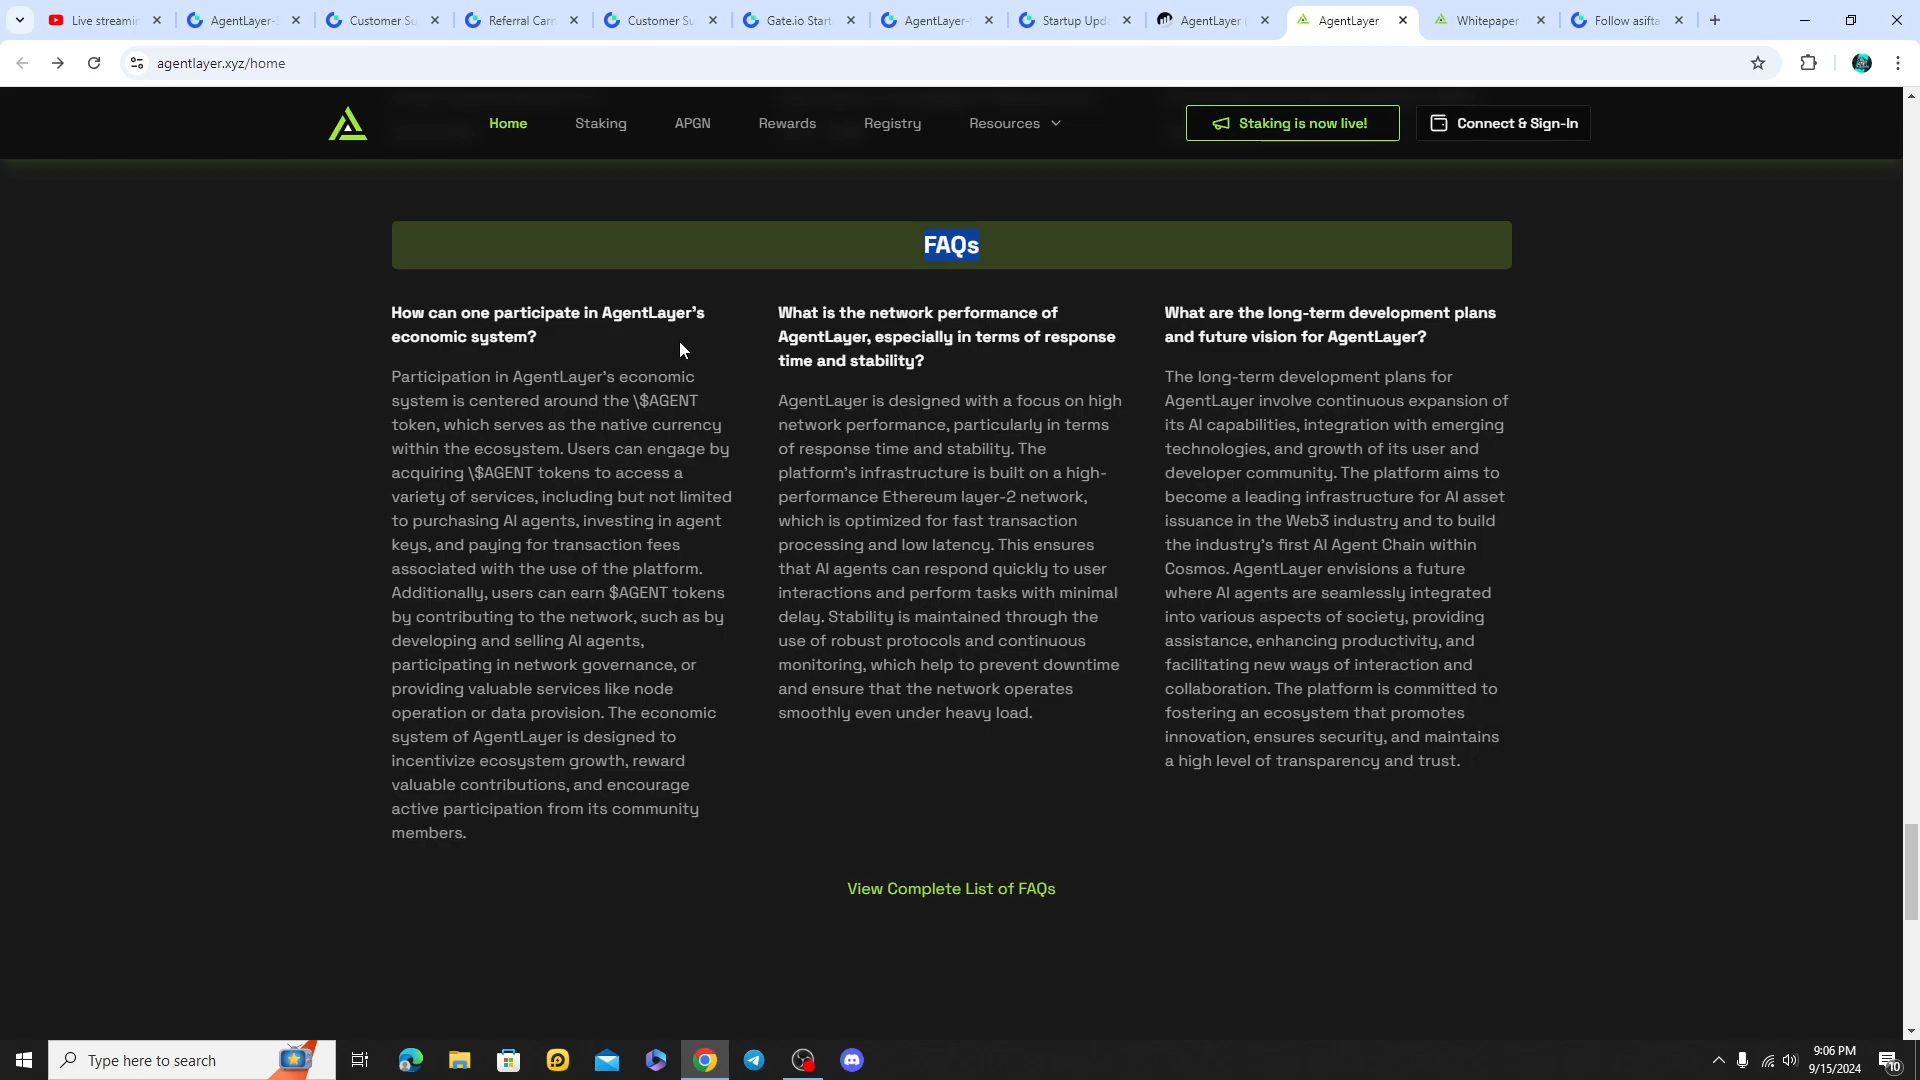 Live streamin
AgentLayer-
Customer Su
Referral Carn
Customer Su
Gate.io Start
AgentLayer-
Startup Upda
AgentLayer (
AgentLayer
Whitepaper
Follow asifta
agentlayer.xyz/home
Home
Staking
APGN
Rewards
Registry
Resources
Staking is now live!
Connect & Sign-In
FAQs
How can one participate in AgentLayer's
economic system?
Participation in AgentLayer's economic
system is centered around the \$AGENT
token, which serves as the native currency
within the ecosystem. Users can engage by
acquiring \$AGENT tokens to access a
variety of services, including but not limited
to purchasing AI agents, investing in agent
keys, and paying for transaction fees
associated with the use of the platform.
Additionally, users can earn $AGENT tokens
by contributing to the network, such as by
developing and selling AI agents,
participating in network governance, or
providing valuable services like node
operation or data provision. The economic
system of AgentLayer is designed to
incentivize ecosystem growth, reward
valuable contributions, and encourage
active participation from its community
members.
What is the network performance of
AgentLayer, especially in terms of response
time and stability?
AgentLayer is designed with a focus on high
network performance, particularly in terms
of response time and stability. The
platform's infrastructure is built on a high-
performance Ethereum layer-2 network,
which is optimized for fast transaction
processing and low latency. This ensures
that AI agents can respond quickly to user
interactions and perform tasks with minimal
delay. Stability is maintained through the
use of robust protocols and continuous
monitoring, which help to prevent downtime
and ensure that the network operates
smoothly even under heavy load.
What are the long-term development plans
and future vision for AgentLayer?
The long-term development plans for
AgentLayer involve continuous expansion of
its AI capabilities, integration with emerging
technologies, and growth of its user and
developer community. The platform aims to
become a leading infrastructure for AI asset
issuance in the Web3 industry and to build
the industry's first AI Agent Chain within
Cosmos. AgentLayer envisions a future
where AI agents are seamlessly integrated
into various aspects of society, providing
assistance, enhancing productivity, and
facilitating new ways of interaction and
collaboration. The platform is committed to
fostering an ecosystem that promotes
innovation, ensures security, and maintains
a high level of transparency and trust.
View Complete List of FAQs
Type here to search
9:06 PM
9/15/2024
10